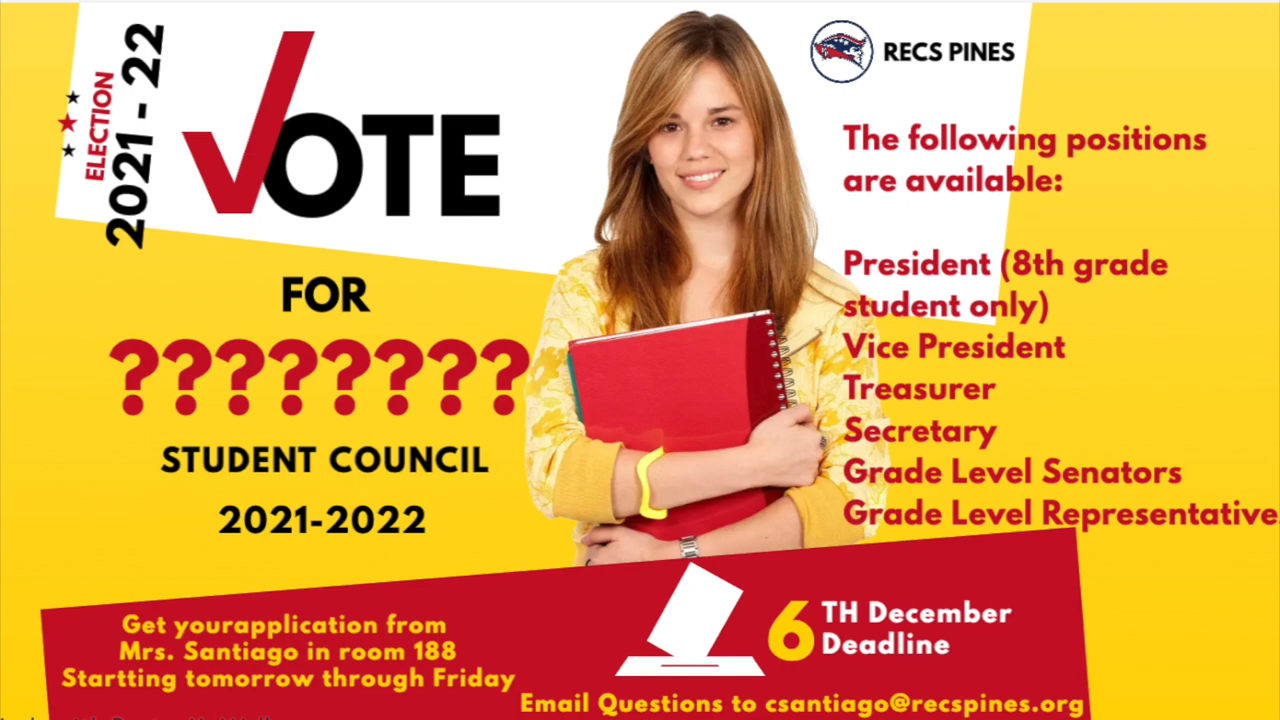 ELECTION
2021 - 22
VOTE
FOR
????????
STUDENT COUNCIL
2021-2022
RECS PINES
The following positions
are available:
President (8th grade
student only)
Vice President
Treasurer
Secretary
Grade Level Senators
Grade Level Representative
Get yourapplication from
Mrs. Santiago in room 188
Startting tomorrow through Friday
6TH December
Deadline
Email Questions to csantiago@recspines.org